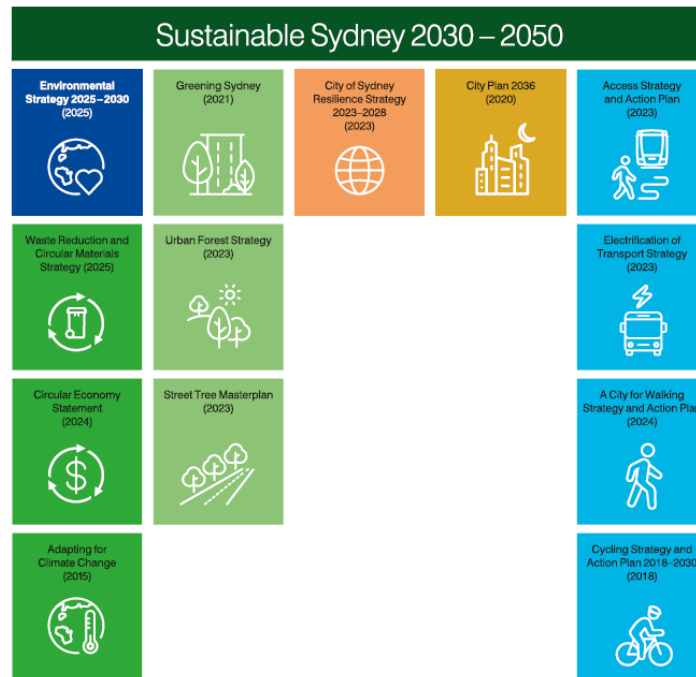 Sustainable Sydney 2030 – 2050
Environmental
Strategy 2025–2030
(2025)
Greening Sydney
(2021)
City of Sydney
Resilience Strategy
2023–2028
(2023)
City Plan 2036
(2020)
Access Strategy
and Action Plan
(2023)
Waste Reduction and
Circular Materials
Strategy (2025)
Urban Forest Strategy
(2023)
Electrification of
Transport Strategy
(2023)
Circular Economy
Statement
(2024)
$
Street Tree Masterplan
(2023)
A City for Walking
Strategy and Action Plan
(2024)
Adapting for
Climate Change
(2015)
Cycling Strategy and
Action Plan 2018–2030
(2018)